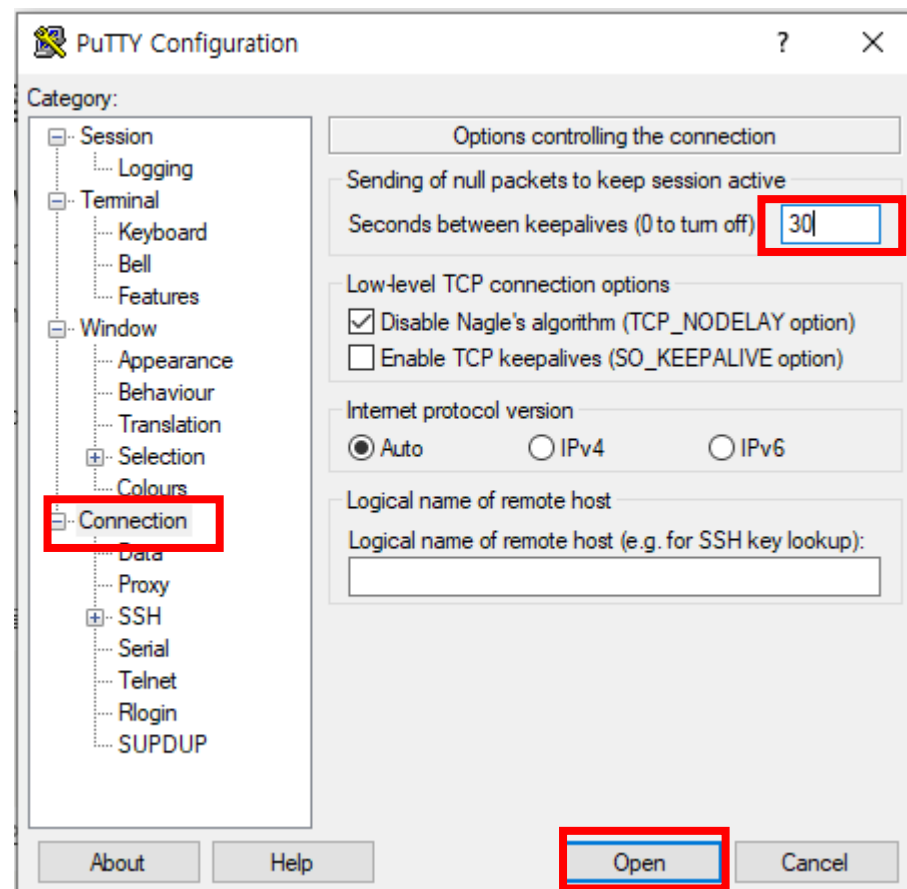 PuTTY Configuration
?
Category:
Session
Logging
Terminal
Keyboard
Bell
Features
Window
Appearance
Behaviour
Translation
Selection
Colours
Connection
Data
Proxy
SSH
Serial
Telnet
Rlogin
SUPDUP
Options controlling the connection
Sending of null packets to keep session active
Seconds between keepalives (0 to turn off) 30
Low-level TCP connection options
Disable Nagle's algorithm (TCP_NODELAY option)
Enable TCP keepalives (SO_KEEPALIVE option)
Internet protocol version
Auto IPv4 IPv6
Logical name of remote host
Logical name of remote host (e.g. for SSH key lookup):
About Help Open Cancel